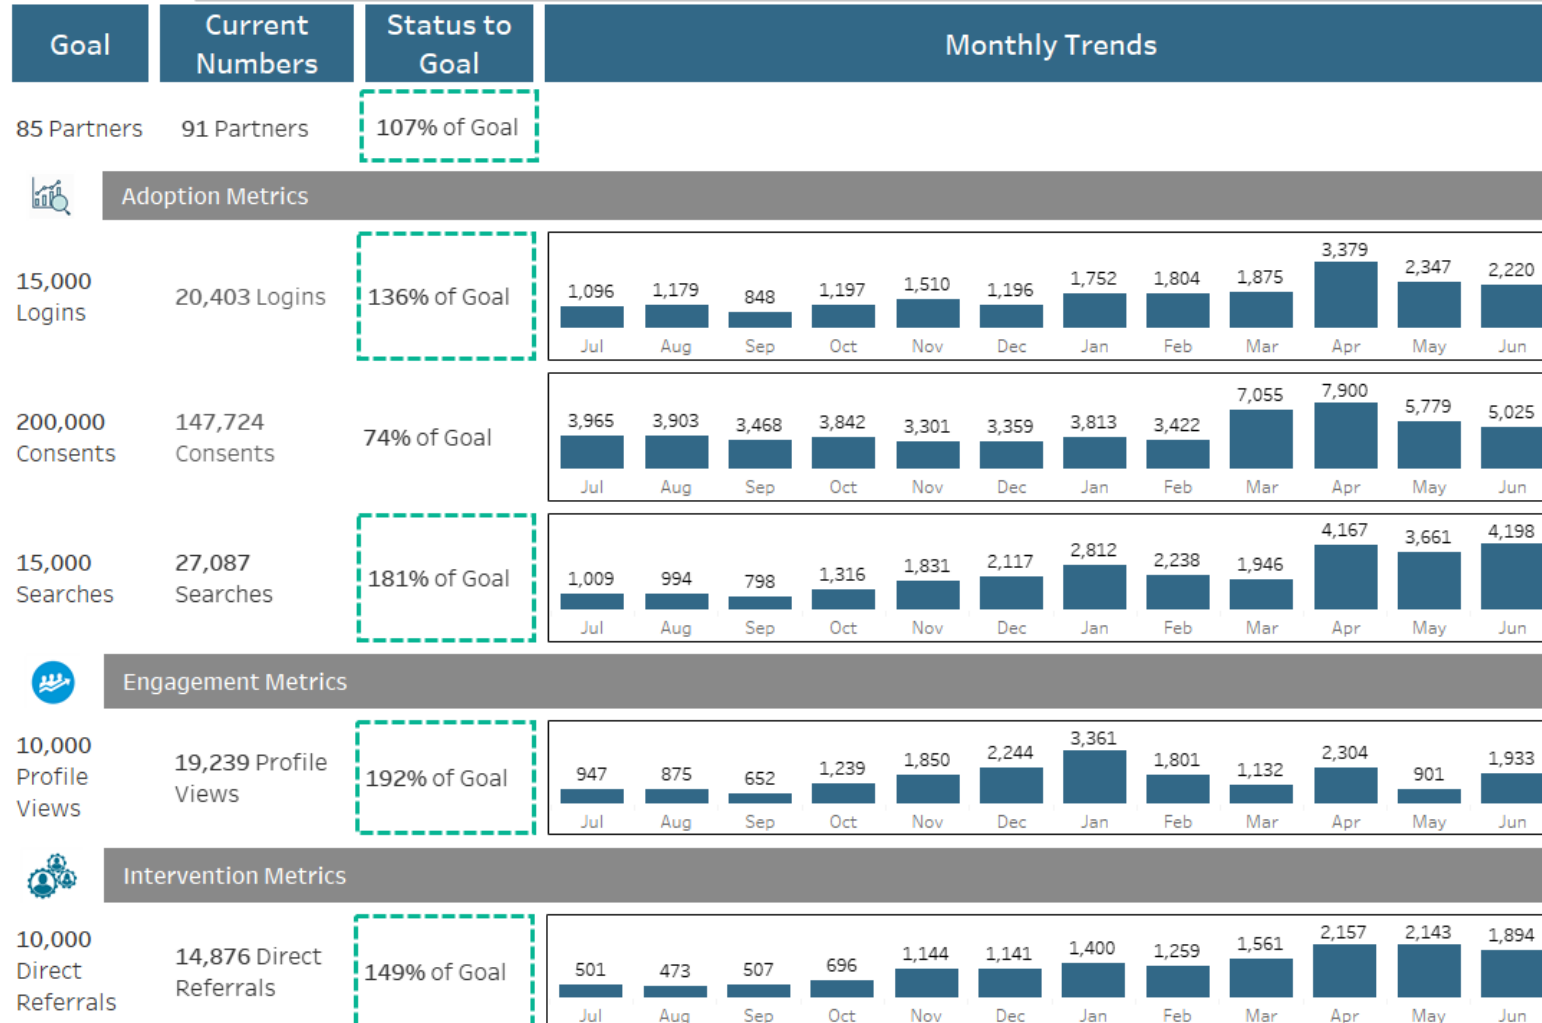 Goal
Current
Numbers
Status to
Goal
Monthly Trends
85 Partners
91 Partners
107% of Goal
Adoption Metrics
15,000
Logins
20,403 Logins
136% of Goal
1,096 1,179 848 1,197 1,510 1,196 1,752 1,804 1,875 3,379 2,347 2,220
Jul Aug Sep Oct Nov Dec Jan Feb Mar Apr May Jun
200,000
Consents
147,724
Consents
74% of Goal
3,965 3,903 3,468 3,842 3,301 3,359 3,813 3,422 7,055 7,900 5,779 5,025
Jul Aug Sep Oct Nov Dec Jan Feb Mar Apr May Jun
15,000
Searches
27,087
Searches
181% of Goal
1,009 994 798 1,316 1,831 2,117 2,812 2,238 1,946 4,167 3,661 4,198
Jul Aug Sep Oct Nov Dec Jan Feb Mar Apr May Jun
Engagement Metrics
10,000
Profile
Views
19,239 Profile
Views
192% of Goal
947 875 652 1,239 1,850 2,244 3,361 1,801 1,132 2,304 901 1,933
Jul Aug Sep Oct Nov Dec Jan Feb Mar Apr May Jun
Intervention Metrics
10,000
Direct
Referrals
14,876 Direct
Referrals
149% of Goal
501 473 507 696 1,144 1,141 1,400 1,259 1,561 2,157 2,143 1,894
Jul Aug Sep Oct Nov Dec Jan Feb Mar Apr May Jun